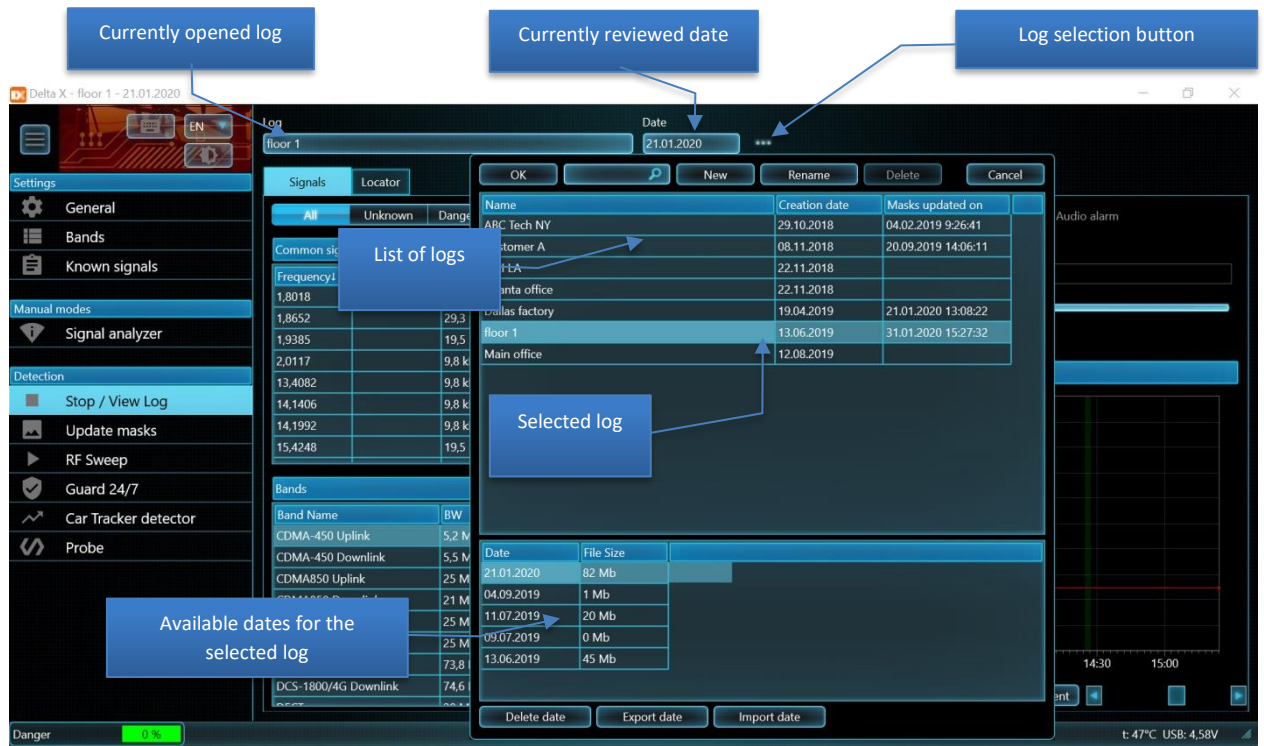 Currently opened log
Currently reviewed date
Log selection button
Delta X - floor 1 - 21.01.2020
EN
Log
Date
floor 1
21.01.2020
Settings
General
Bands
Known signals
Manual modes
Signal analyzer
Detection
Stop / View Log
Update masks
RF Sweep
Guard 24/7
Car Tracker detector
Probe
Signals Locator
All Unknown
Common
Frequency↓
1,8018
1,8652 29,3
1,9385 19,5
2,0117 9,8
13,4082 9,8
14,1406 9,8
14,1992 9,8
15,4248 19,5
Bands
Band Name BW
CDMA-450 Uplink 5,2
CDMA-450 Downlink 5,5
CDMA850 Uplink 25
21
25
25
73,8
DCS-1800/4G Downlink 74,6
OK New Rename Delete Cancel
Name Creation date Masks updated on
ABC Tech NY 29.10.2018 04.02.2019 9:26:41
08.11.2018 20.09.2019 14:06:11
LA 22.11.2018
office 22.11.2018
Dallas factory 19.04.2019 21.01.2020 13:08:22
floor 1 13.06.2019 31.01.2020 15:27:32
Main office 12.08.2019
List of logs
Selected log
Date File Size
21.01.2020 82 Mb
04.09.2019 1 Mb
11.07.2019 20 Mb
09.07.2019 0 Mb
13.06.2019 45 Mb
Available dates for the
selected log
Delete date Export date Import date
Audio alarm
14:30 15:00
Danger 0 %
t: 47°C USB: 4,58V